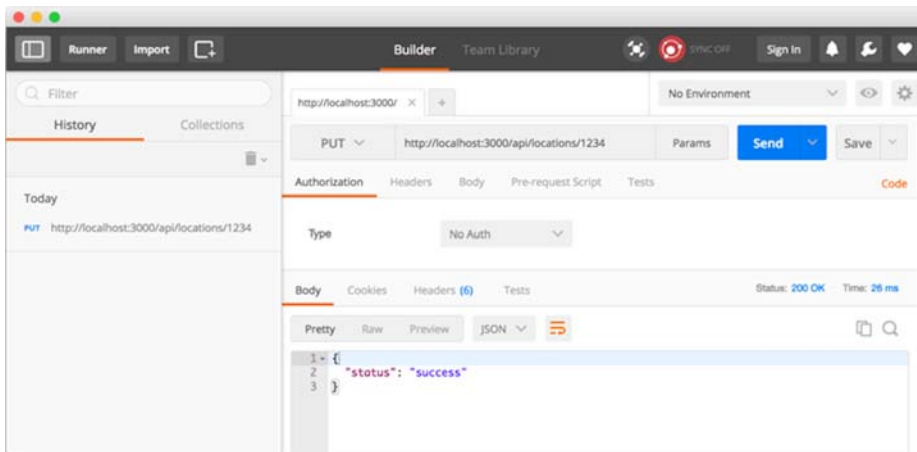 Runner Import Builder Team Library SYNC OFF Sign In
Filter
History Collections
Today
PUT http://localhost:3000/api/locations/1234
http://localhost:3000/ × + No Environment
PUT http://localhost:3000/api/locations/1234 Params Send Save
Authorization Headers Body Pre-request Script Tests Code
Type No Auth
Body Cookies Headers (6) Tests Status: 200 OK Time: 26 ms
Pretty Raw Preview JSON
1 {
2 "status": "success"
3 }